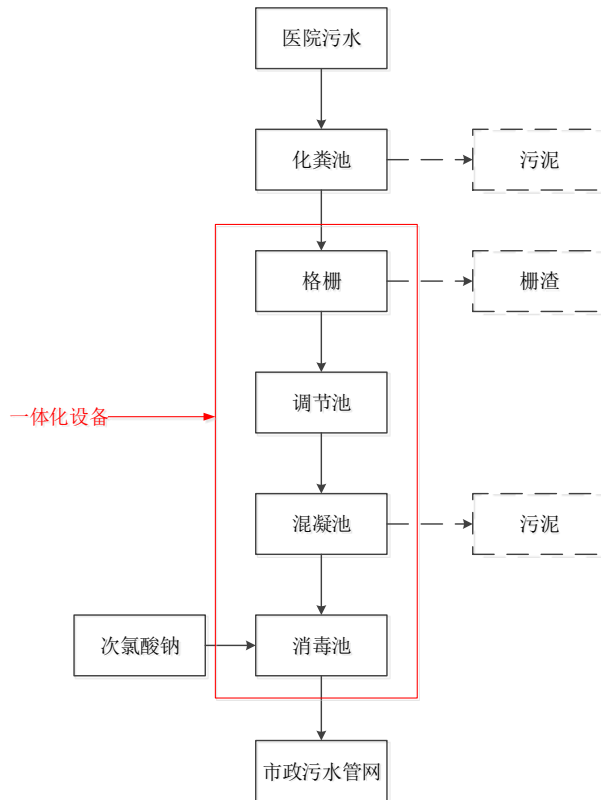 医院污水
化粪池
污泥
格栅
栅渣
调节池
一体化设备
混凝池
污泥
次氯酸钠
消毒池
市政污水管网